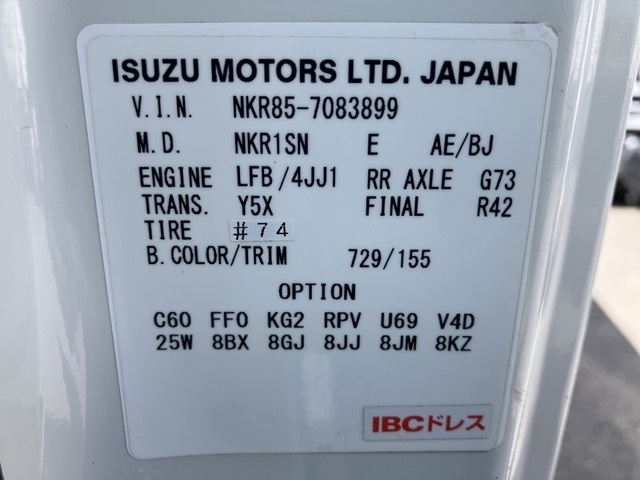 ISUZU MOTORS LTD. JAPAN
V.I.N. NKR85-7083899
M.D. NKR1SN E AE/BJ
ENGINE LFB/4JJ1 RR AXLE G73
TRANS. Y5X FINAL R42
TIRE #74
B.COLOR/TRIM 729/155
OPTION
C60 FF0 KG2 RPV U69 V4D
25W 8BX 8GJ 8JJ 8JM 8KZ
IBCドレス